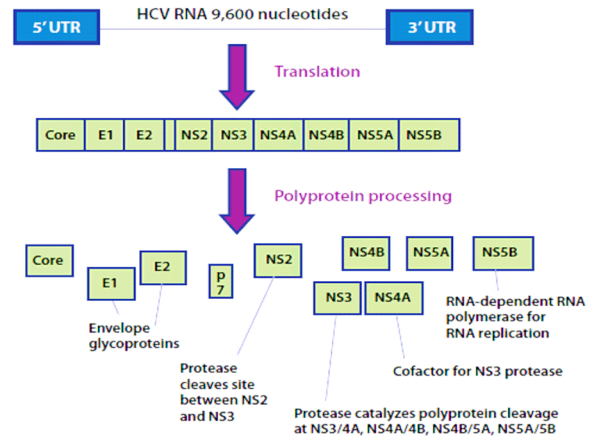 HCV RNA 9,600 nucleotides
5' UTR 3' UTR
Translation
Core E1 E2 NS2 NS3 NS4A NS4B NS5A NS5B
Polyprotein processing
Core
E1
E2
p
7
NS2
NS3
NS4A
NS4B
NS5A
NS5B
Envelope
glycoproteins
Protease
cleaves site
between NS2
and NS3
RNA-dependent RNA
polymerase for
RNA replication
Cofactor for NS3 protease
Protease catalyzes polyprotein cleavage
at NS3/4A, NS4A/4B, NS4B/5A, NS5A/5B